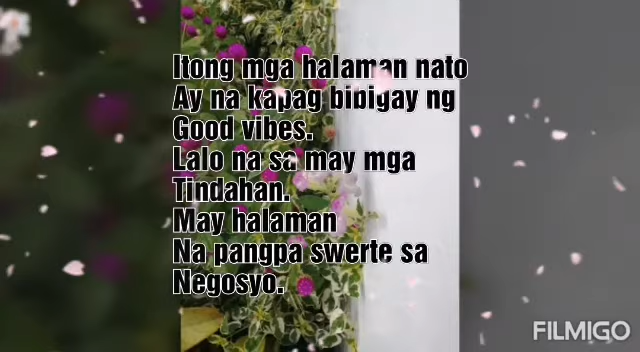 Itong mga halaman nato
Ay na kapag bibigay ng
Good vibes.
Lalo na sa may mga
Tindahan.
May halaman
Na pangpa swerte sa
Negosyo.
FILMIGO